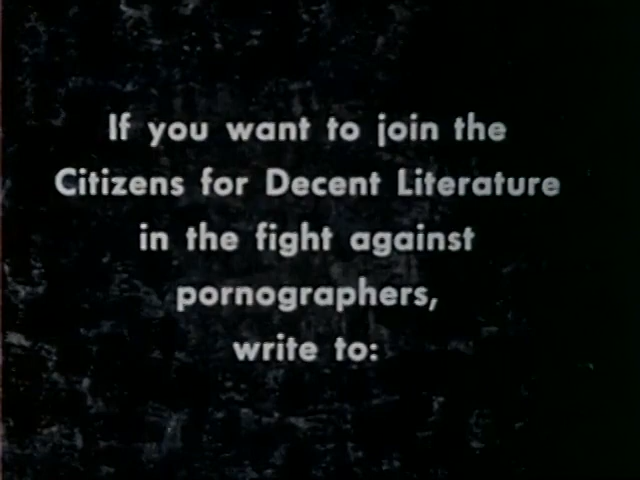 If you want to join the
Citizens for Decent Literature
in the fight against
pornographers,
write to: